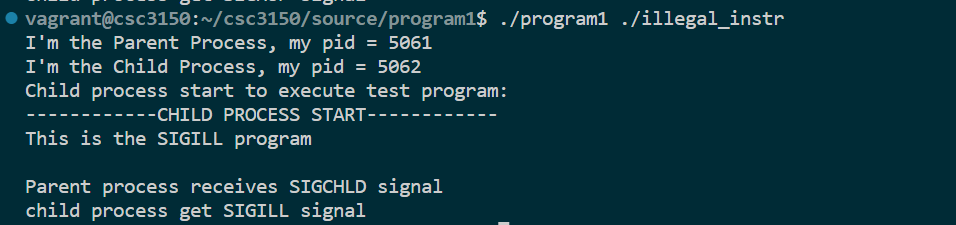 vagrant@csc3150:~/csc3150/source/program1$ ./program1 ./illegal_instr
I'm the Parent Process, my pid = 5061
I'm the Child Process, my pid = 5062
Child process start to execute test program:
------------CHILD PROCESS START------------
This is the SIGILL program
Parent process receives SIGCHLD signal
child process get SIGILL signal